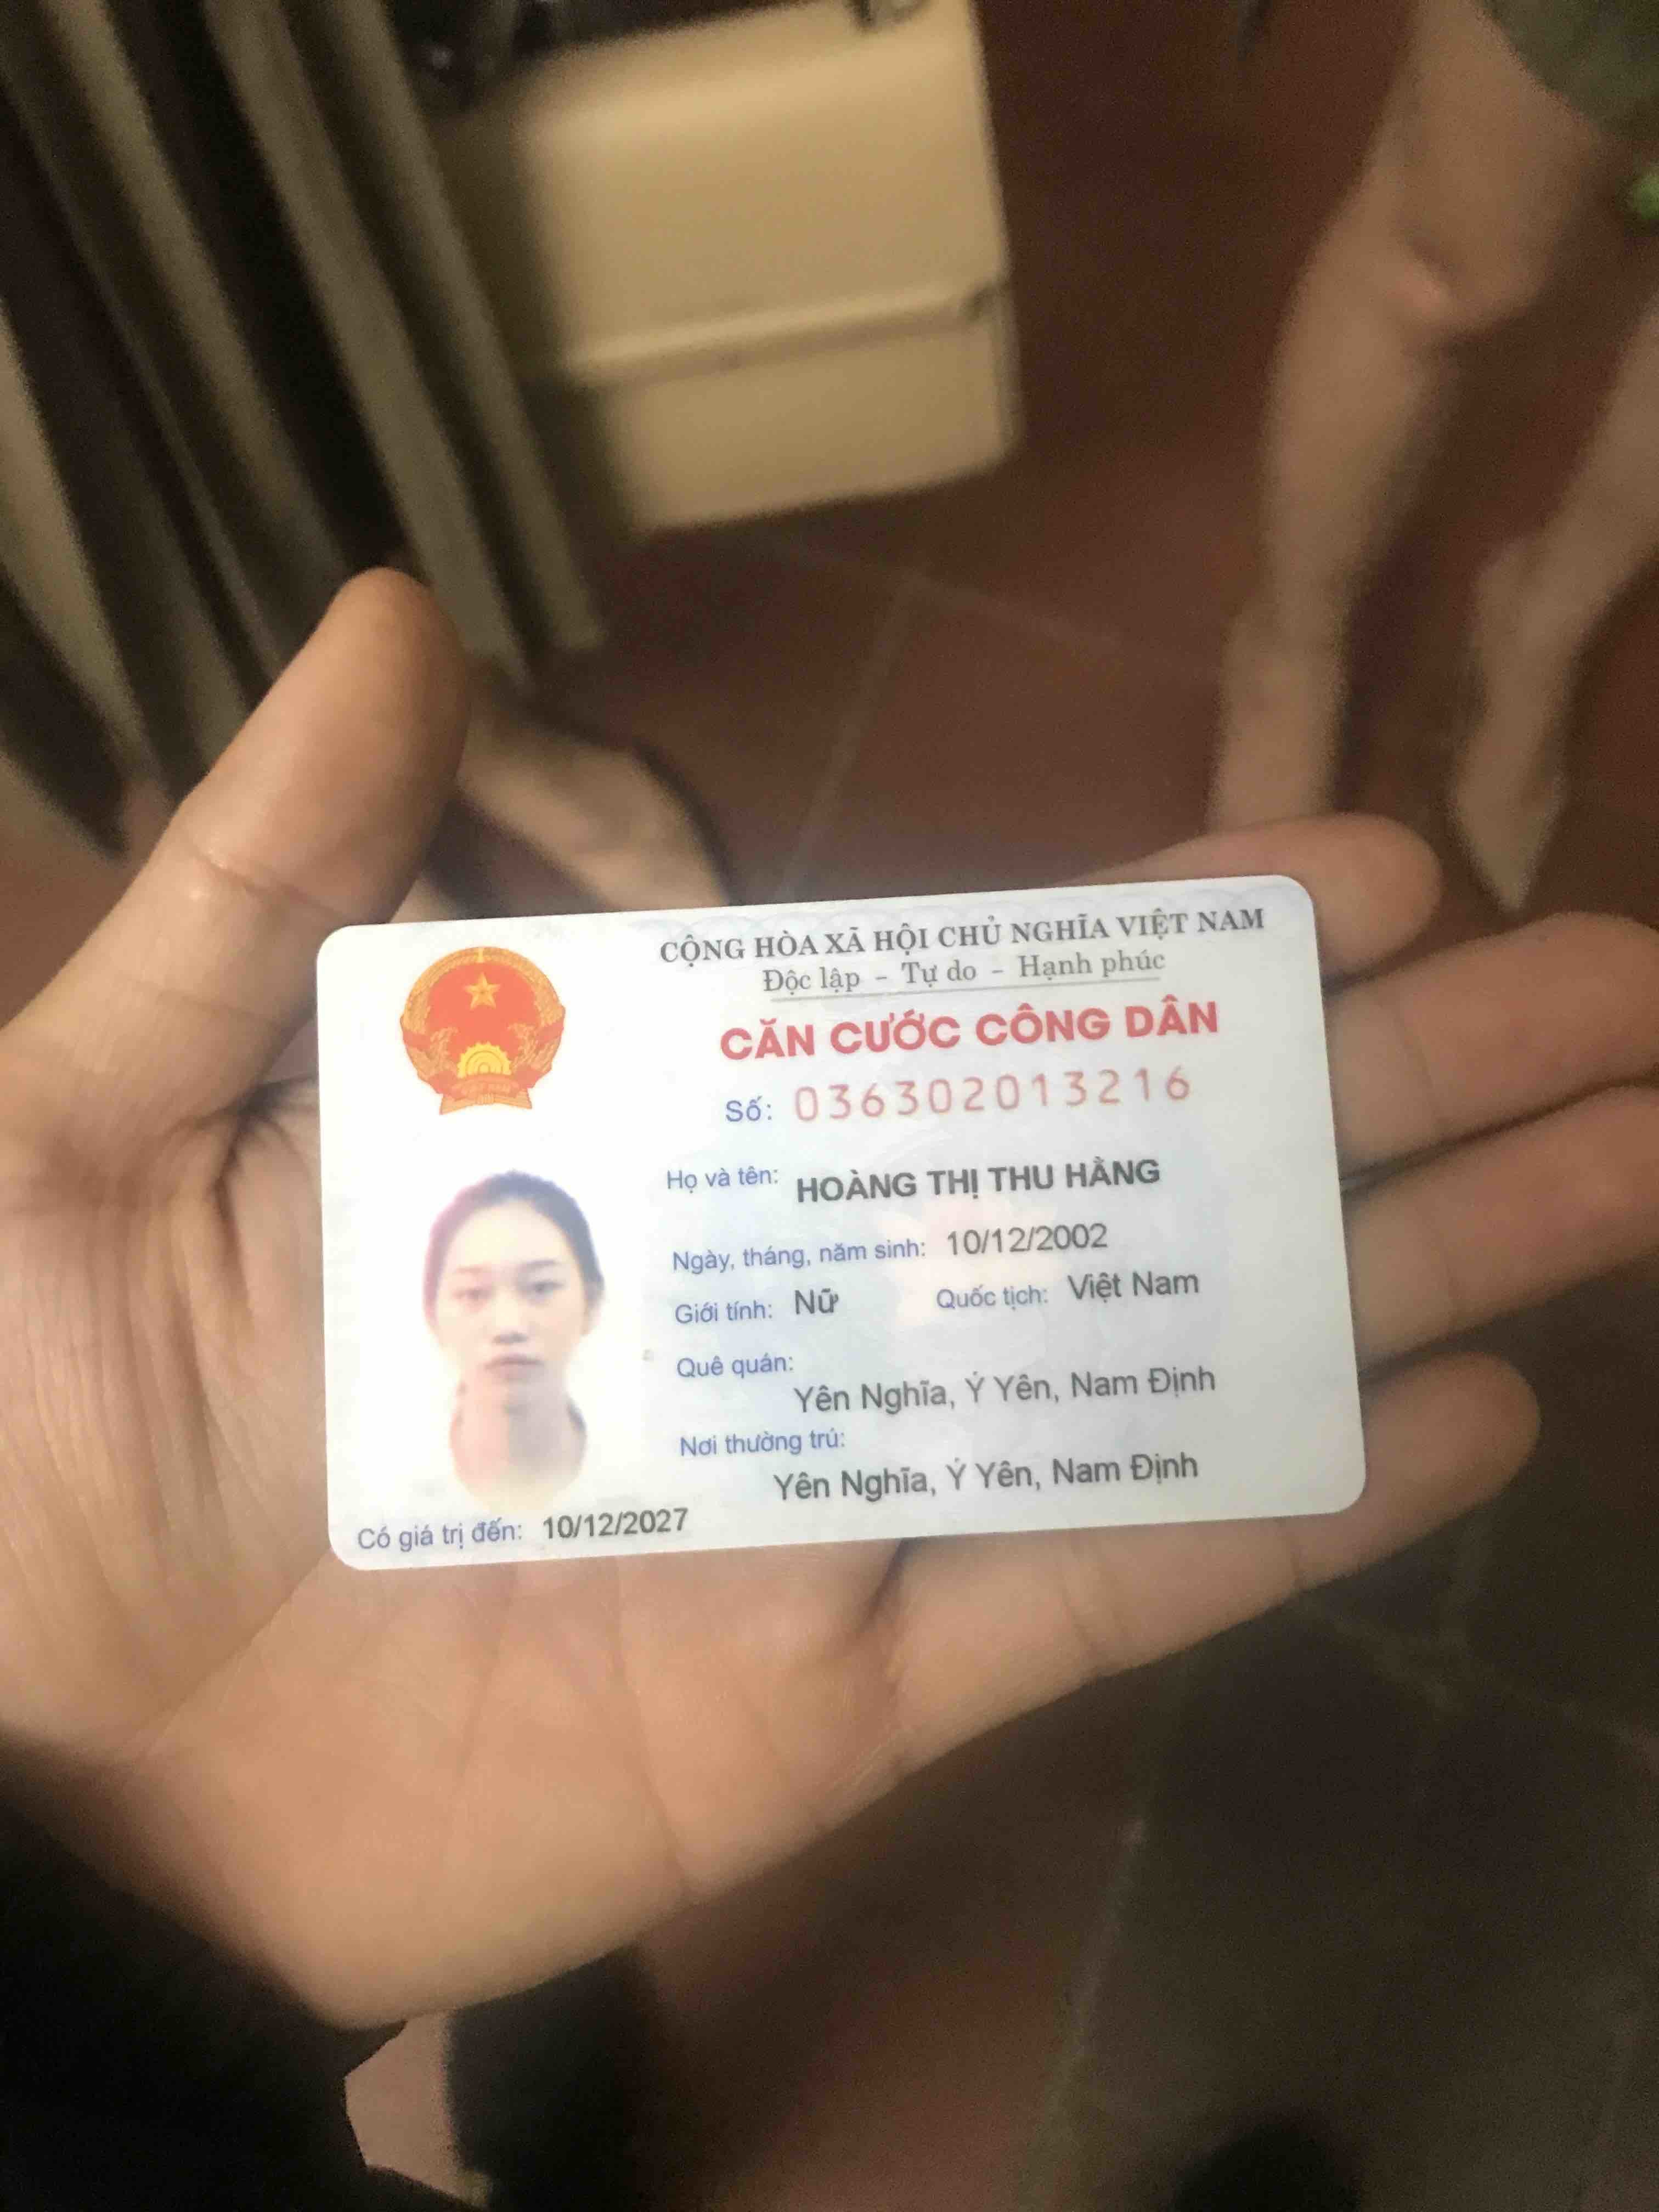 CỘNG HÒA XÃ HỘI CHỦ NGHĨA VIỆT NAM
Độc lập - Tự do - Hạnh phúc
CĂN CƯỚC CÔNG DÂN
Số: 036302013216
Họ và tên: HOÀNG THỊ THU HẰNG
Ngày, tháng, năm sinh: 10/12/2002
Giới tính: Nữ Quốc tịch: Việt Nam
Quê quán:
Yên Nghĩa, Ý Yên, Nam Định
Nơi thường trú:
Yên Nghĩa, Ý Yên, Nam Định
Có giá trị đến: 10/12/2027